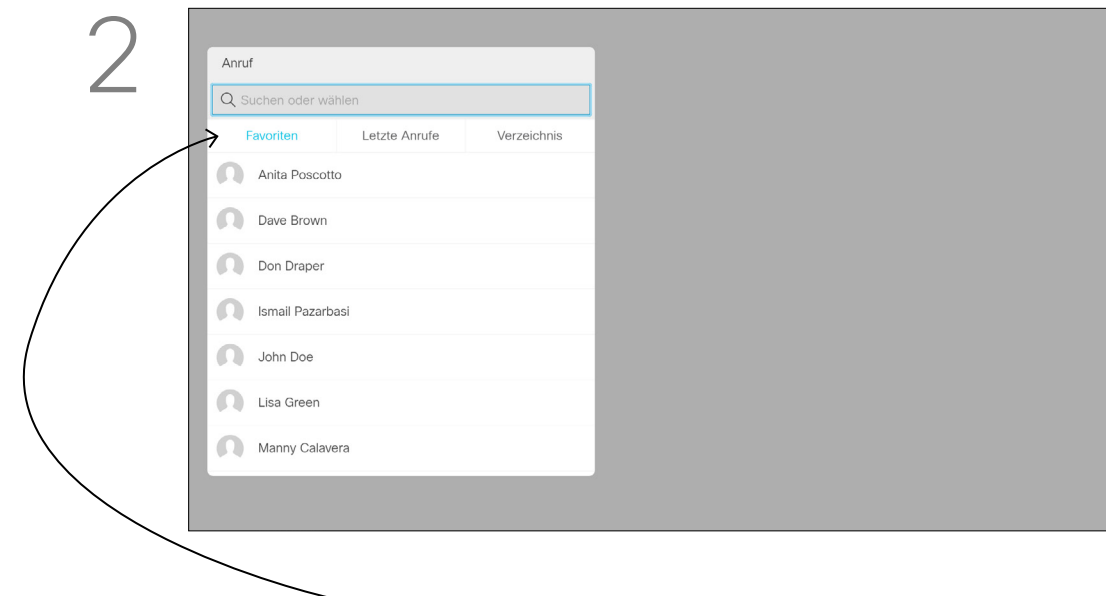 2
Anruf
Suchen oder wählen
Favoriten Letzte Anrufe Verzeichnis
Anita Poscotto
Dave Brown
Don Draper
Ismail Pazarbasi
John Doe
Lisa Green
Manny Calavera